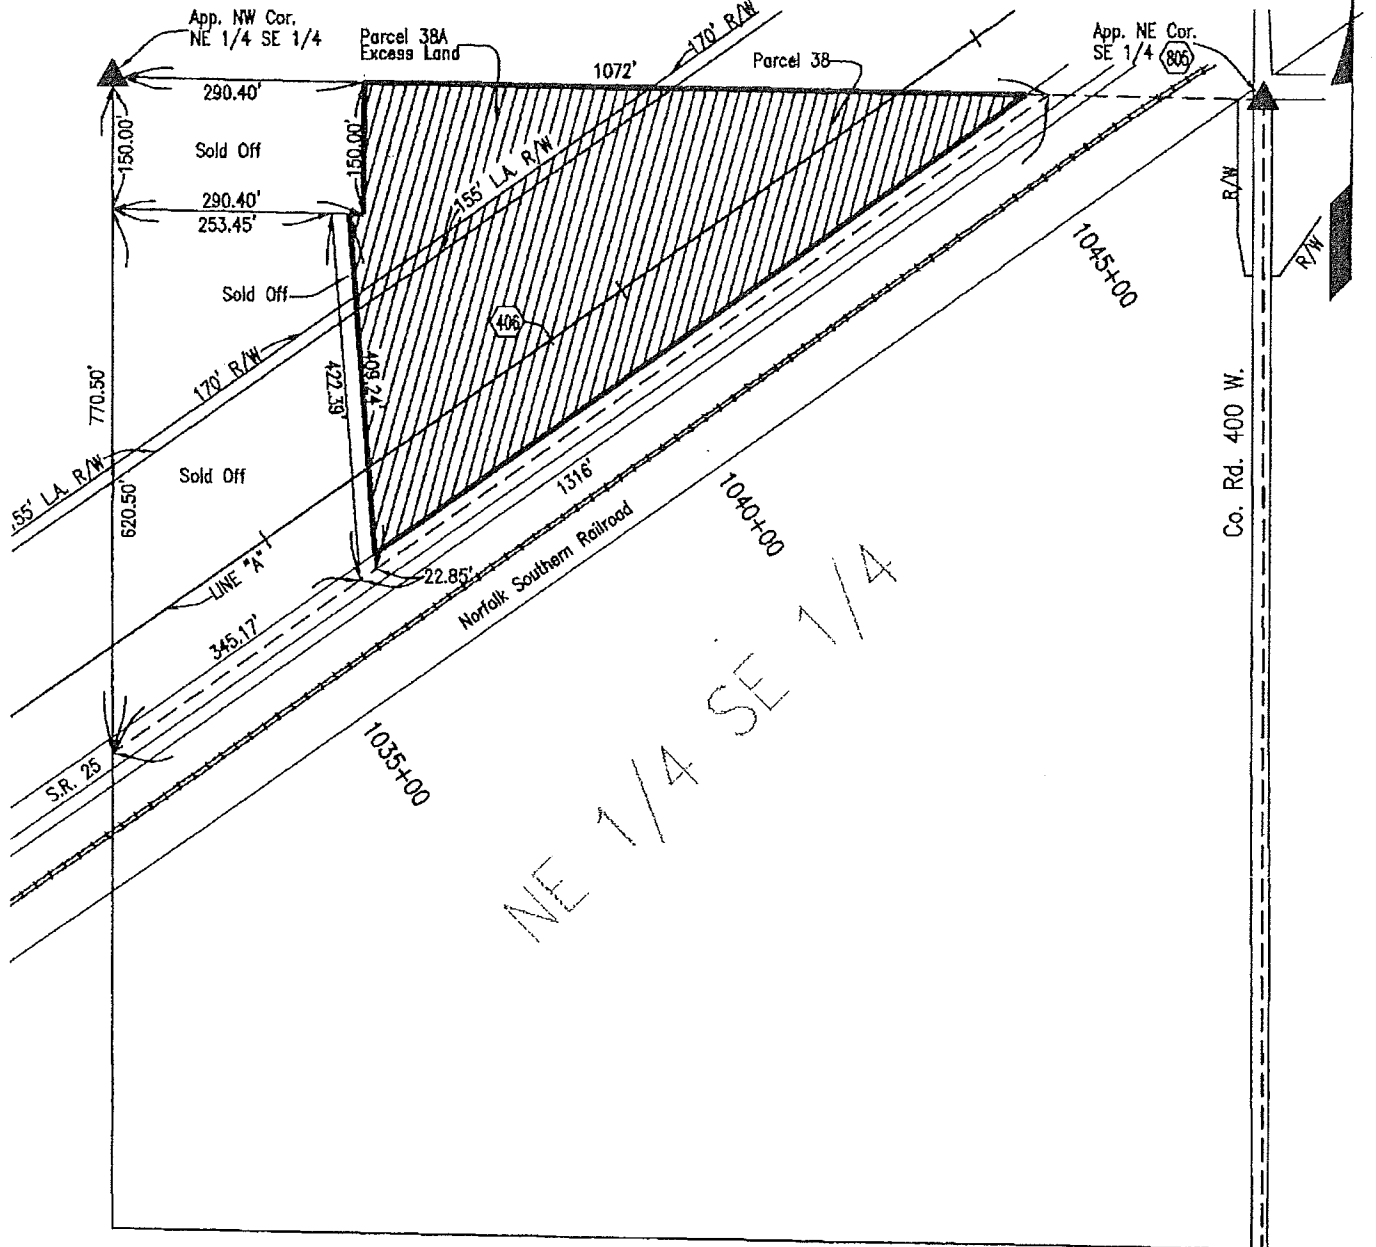 App. NW Cor.
NE 1/4 SE 1/4
Parcel 38A
Excess Land
170' R/W
Parcel 38
App. NE Cor.
SE 1/4
805
1072'
290.40'
150.00'
150.00'
Sold Off
155' L.A. R/W
290.40'
253.45'
R/W
R/W
1045+00
Sold Off
406
170' R/W
770.50'
422.39'
409.24'
Co. Rd. 400 W.
Sold Off
55' L.A. R/W
620.50'
1316'
1040+00
LINE "A"
22.85'
Norfolk Southern Railroad
345.17'
NE 1/4 SE 1/4
S.R. 25
1035+00